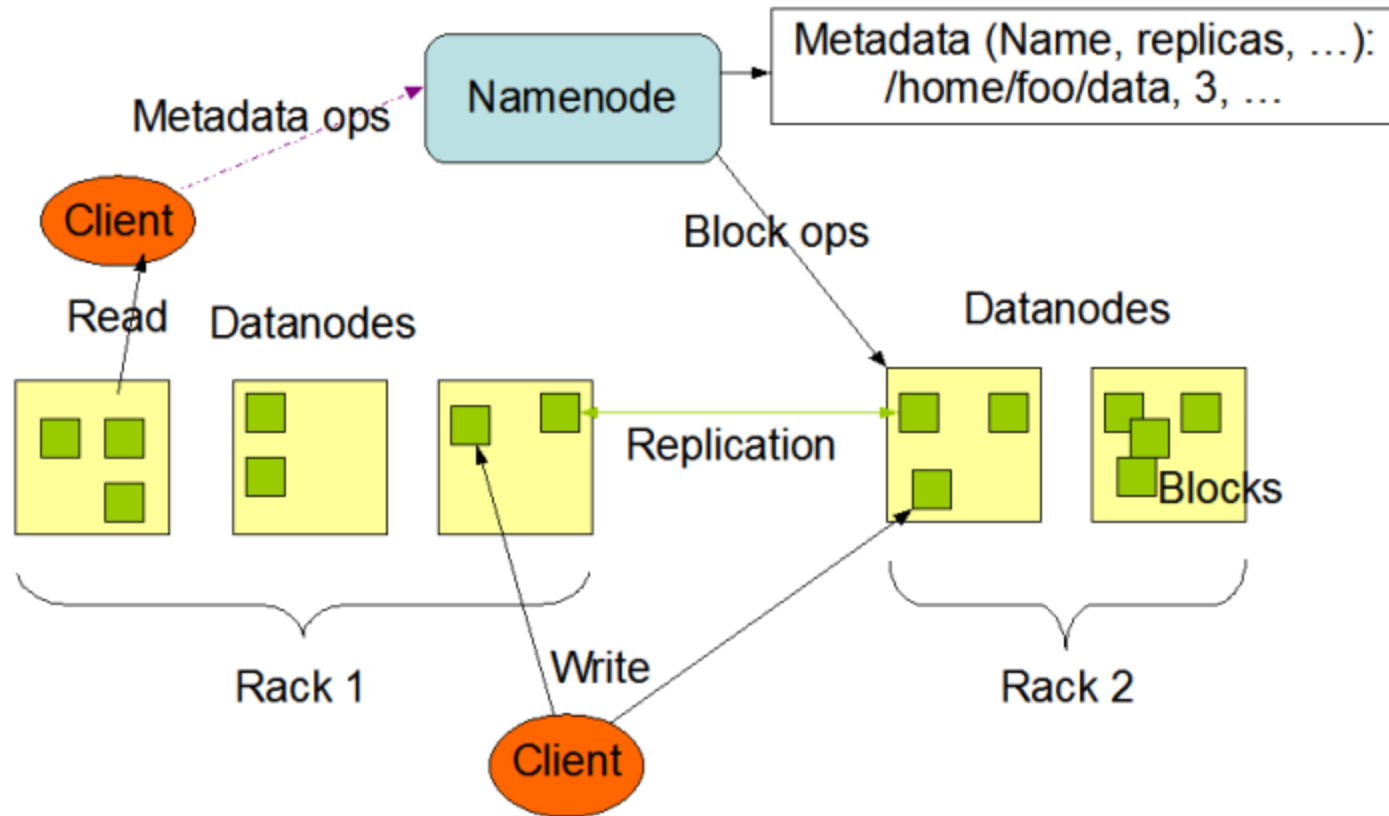 Metadata (Name, replicas, …):
/home/foo/data, 3, …
Namenode
Metadata ops
Client
Block ops
Read
Datanodes
Datanodes
Replication
Blocks
Rack 1
Write
Rack 2
Client